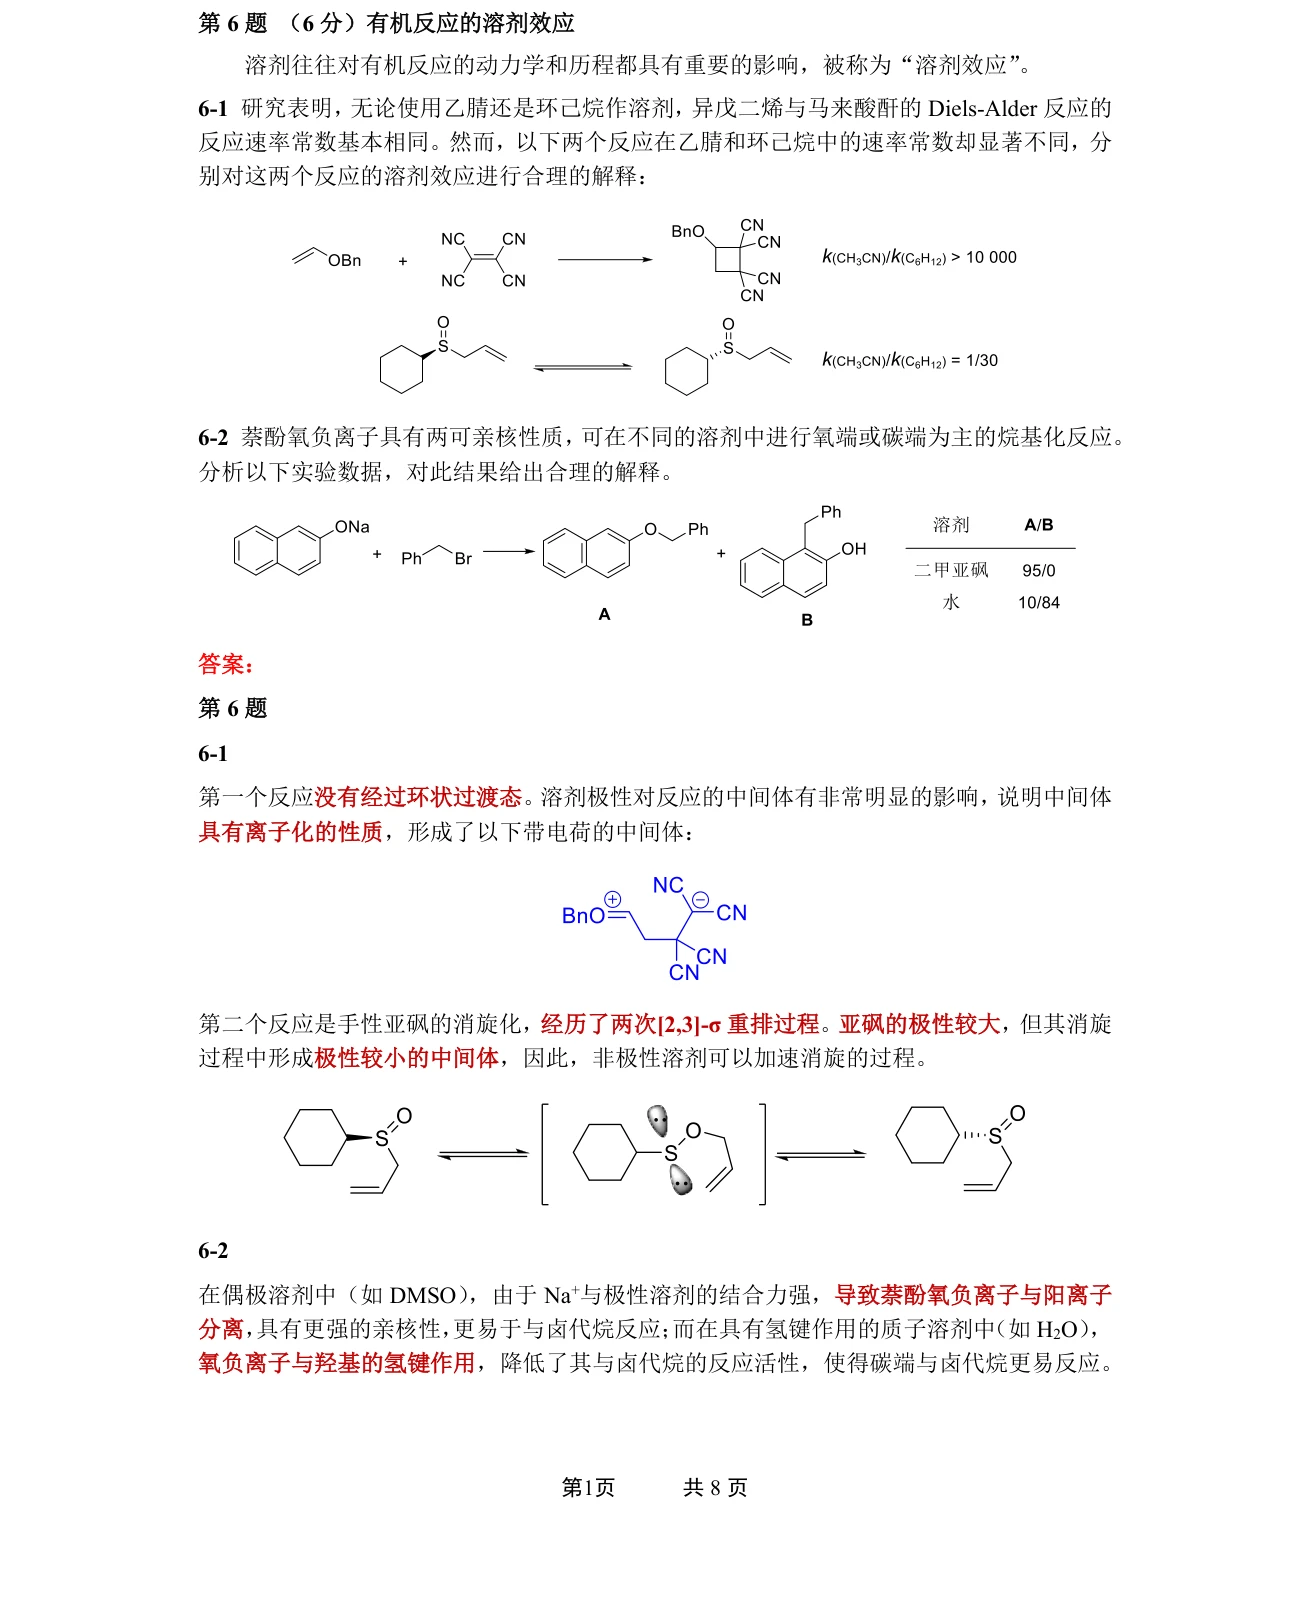 第 6 题 （6 分）有机反应的溶剂效应
溶剂往往对有机反应的动力学和历程都具有重要的影响，被称为“溶剂效应”。
6-1 研究表明，无论使用乙腈还是环己烷作溶剂，异戊二烯与马来酸酐的 Diels-Alder 反应的
反应速率常数基本相同。然而，以下两个反应在乙腈和环己烷中的速率常数却显著不同，分
别对这两个反应的溶剂效应进行合理的解释：
OBn + NC CN NC CN BnO CN CN CN CN k(CH₃CN)/k(C₆H₁₂) > 10 000
O S O S k(CH₃CN)/k(C₆H₁₂) = 1/30
6-2 萘酚氧负离子具有两可亲核性质，可在不同的溶剂中进行氧端或碳端为主的烷基化反应。
分析以下实验数据，对此结果给出合理的解释。
ONa + Ph Br O Ph + Ph OH
A B
溶剂 A/B
二甲亚砜 95/0
水 10/84
答案：
第 6 题
6-1
第一个反应没有经过环状过渡态。溶剂极性对反应的中间体有非常明显的影响，说明中间体
具有离子化的性质，形成了以下带电荷的中间体：
BnO ⊕ NC ⊖ CN CN CN
第二个反应是手性亚砜的消旋化，经历了两次[2,3]-σ 重排过程。亚砜的极性较大，但其消旋
过程中形成极性较小的中间体，因此，非极性溶剂可以加速消旋的过程。
S O S O S O
6-2
在偶极溶剂中（如 DMSO），由于 Na⁺与极性溶剂的结合力强，导致萘酚氧负离子与阳离子
分离，具有更强的亲核性，更易于与卤代烷反应；而在具有氢键作用的质子溶剂中（如 H₂O），
氧负离子与羟基的氢键作用，降低了其与卤代烷的反应活性，使得碳端与卤代烷更易反应。
第1页 共 8 页